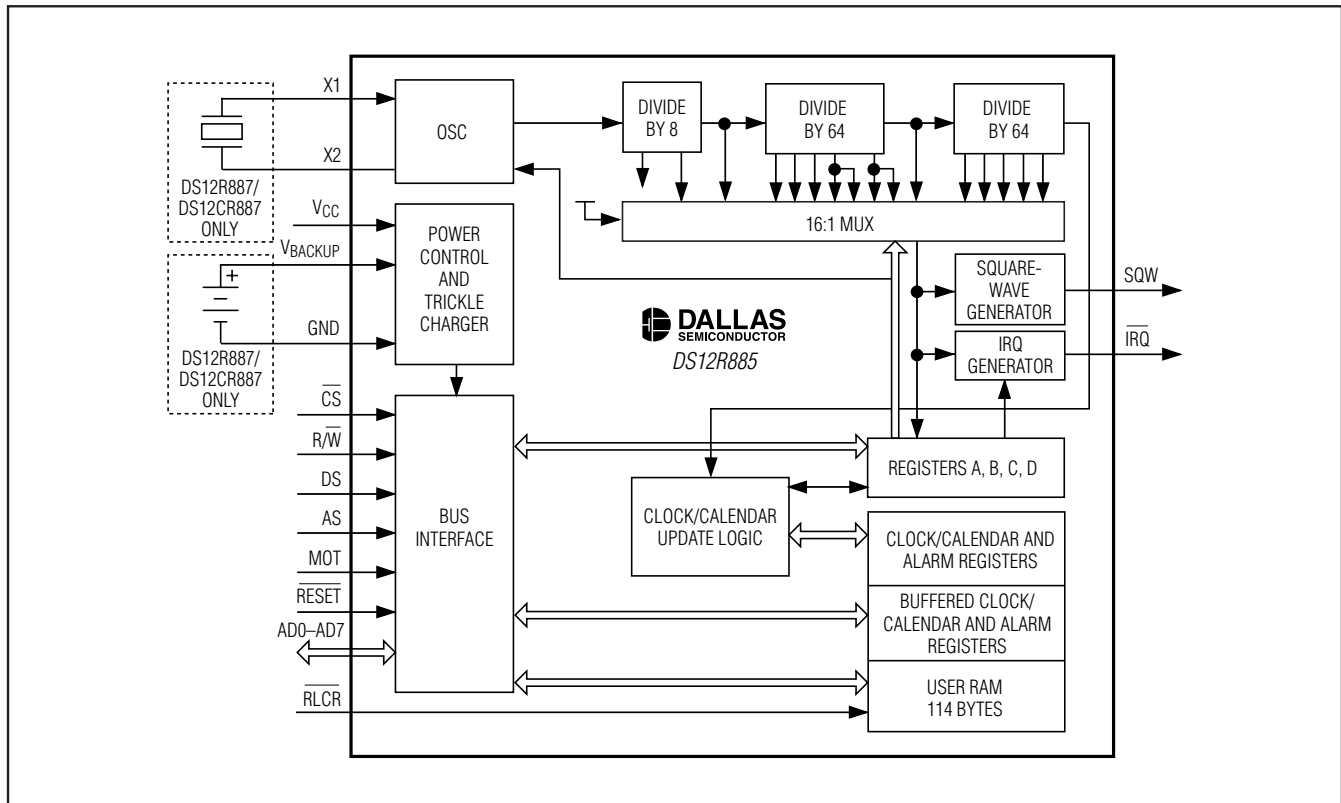 X1
X2
DS12R887/
DS12CR887
ONLY
VCC
VBACKUP
+
GND
DS12R887/
DS12CR887
ONLY
CS
R/W
DS
AS
MOT
RESET
AD0–AD7
RLCR
OSC
POWER
CONTROL
AND
TRICKLE
CHARGER
BUS
INTERFACE
DIVIDE
BY 8
DIVIDE
BY 64
DIVIDE
BY 64
16:1 MUX
SQUARE-
WAVE
GENERATOR
SQW
IRQ
GENERATOR
IRQ
DALLAS
SEMICONDUCTOR
DS12R885
REGISTERS A, B, C, D
CLOCK/CALENDAR
UPDATE LOGIC
CLOCK/CALENDAR AND
ALARM REGISTERS
BUFFERED CLOCK/
CALENDAR AND ALARM
REGISTERS
USER RAM
114 BYTES